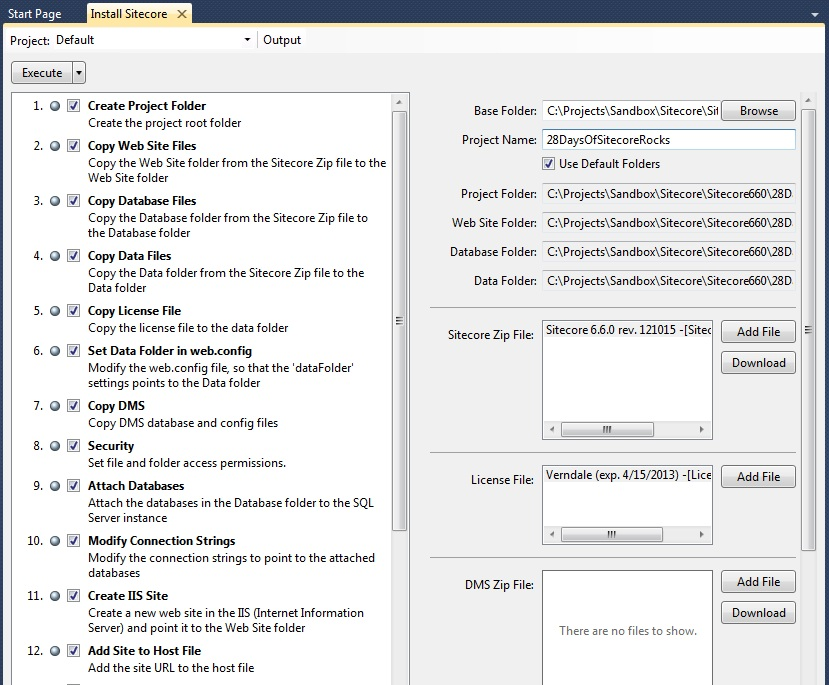 Start Page
Install Sitecore
Project: Default
Output
Execute
1. Create Project Folder
Create the project root folder
2. Copy Web Site Files
Copy the Web Site folder from the Sitecore Zip file to the
Web Site folder
3. Copy Database Files
Copy the Database folder from the Sitecore Zip file to
the Database folder
4. Copy Data Files
Copy the Data folder from the Sitecore Zip file to the
Data folder
5. Copy License File
Copy the license file to the data folder
6. Set Data Folder in web.config
Modify the web.config file, so that the 'dataFolder'
settings points to the Data folder
7. Copy DMS
Copy DMS database and config files
8. Security
Set file and folder access permissions.
9. Attach Databases
Attach the databases in the Database folder to the SQL
Server instance
10. Modify Connection Strings
Modify the connection strings to point to the attached
databases
11. Create IIS Site
Create a new web site in the IIS (Internet Information
Server) and point it to the Web Site folder
12. Add Site to Host File
Add the site URL to the host file
Base Folder: C:\Projects\Sandbox\Sitecore\Sit Browse
Project Name: 28DaysOfSitecoreRocks
Use Default Folders
Project Folder: C:\Projects\Sandbox\Sitecore\Sitecore660\28D
Web Site Folder: C:\Projects\Sandbox\Sitecore\Sitecore660\28D
Database Folder: C:\Projects\Sandbox\Sitecore\Sitecore660\28D
Data Folder: C:\Projects\Sandbox\Sitecore\Sitecore660\28D
Sitecore Zip File: Sitecore 6.6.0 rev. 121015 -[Sitec Add File
Download
License File: Verndale (exp. 4/15/2013) -[Lice Add File
DMS Zip File: Add File
Download
There are no files to show.